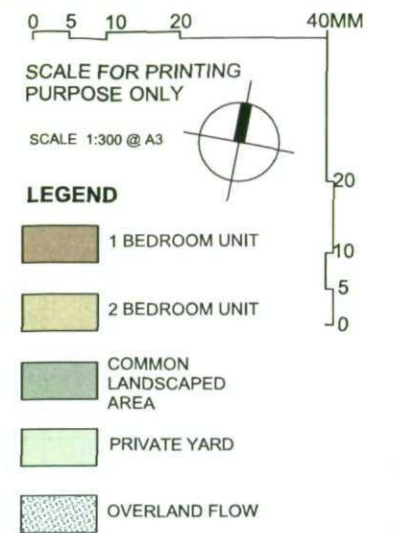 0 5 10 20 40MM
SCALE FOR PRINTING
PURPOSE ONLY
SCALE 1:300 @ A3
20
10
5
0
LEGEND
1 BEDROOM UNIT
2 BEDROOM UNIT
COMMON
LANDSCAPED
AREA
PRIVATE YARD
OVERLAND FLOW